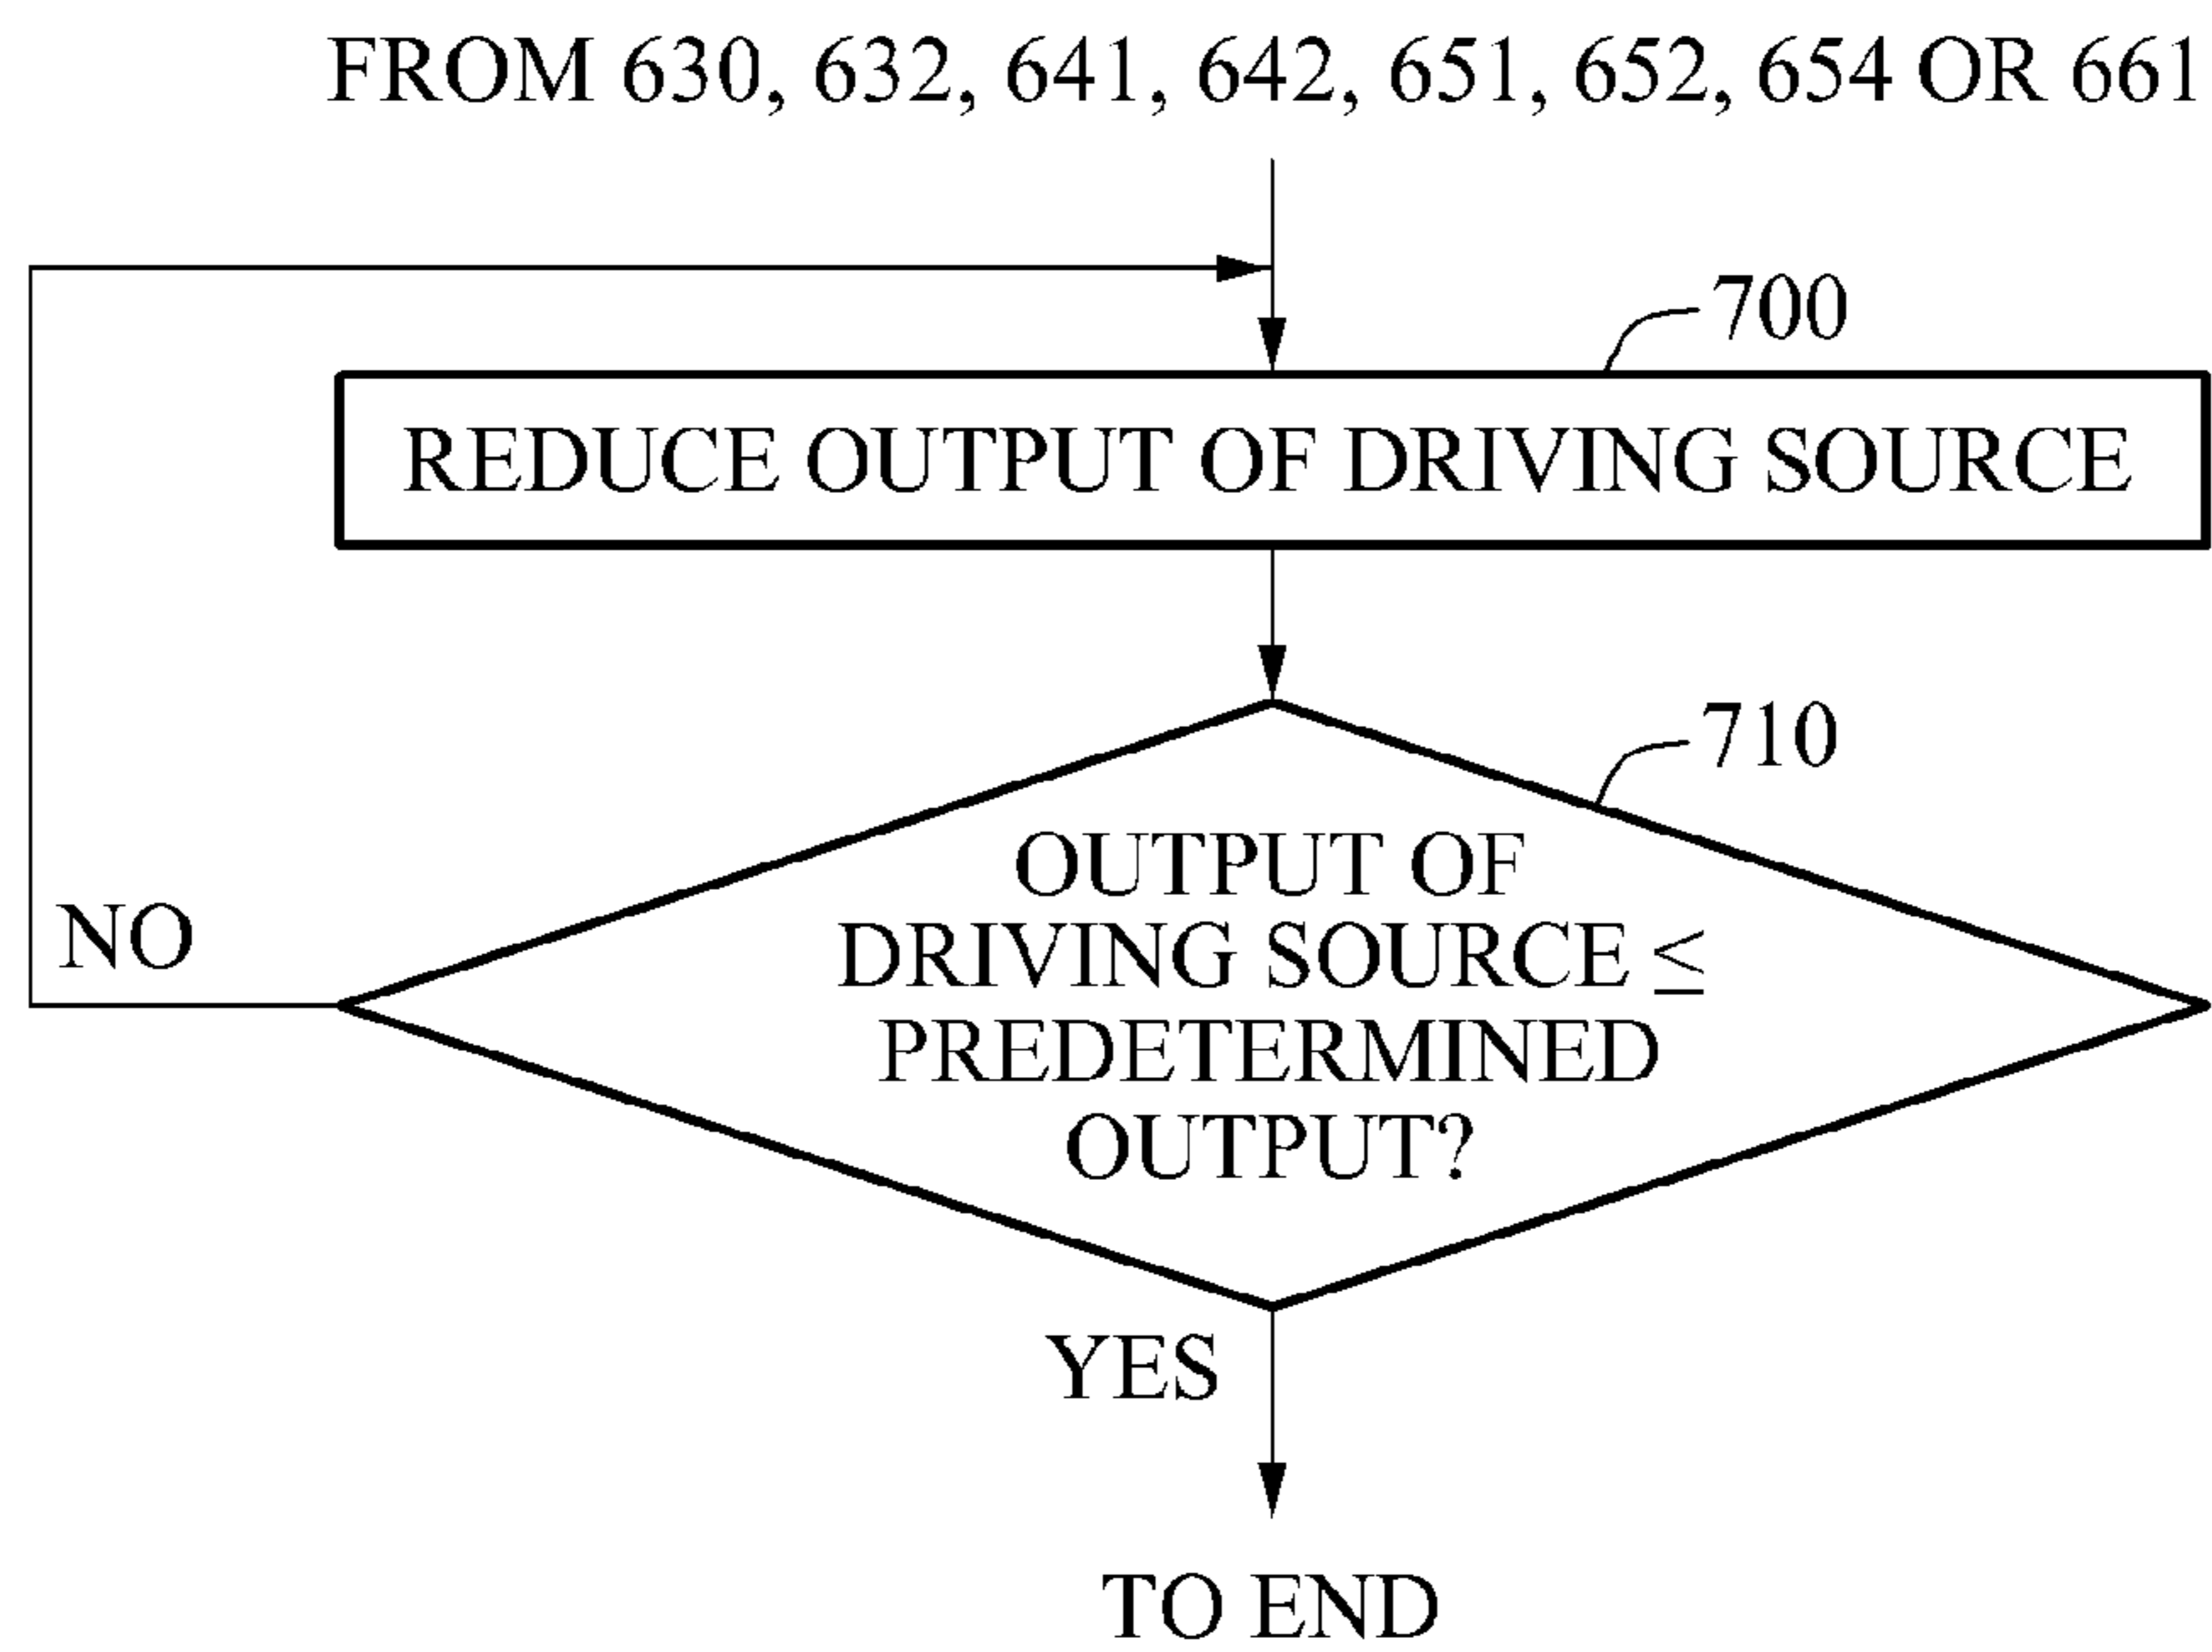 FROM 630, 632, 641, 642, 651, 652, 654 OR 661
700
REDUCE OUTPUT OF DRIVING SOURCE
710
OUTPUT OF
DRIVING SOURCE ≤
PREDETERMINED
OUTPUT?
NO
YES
TO END